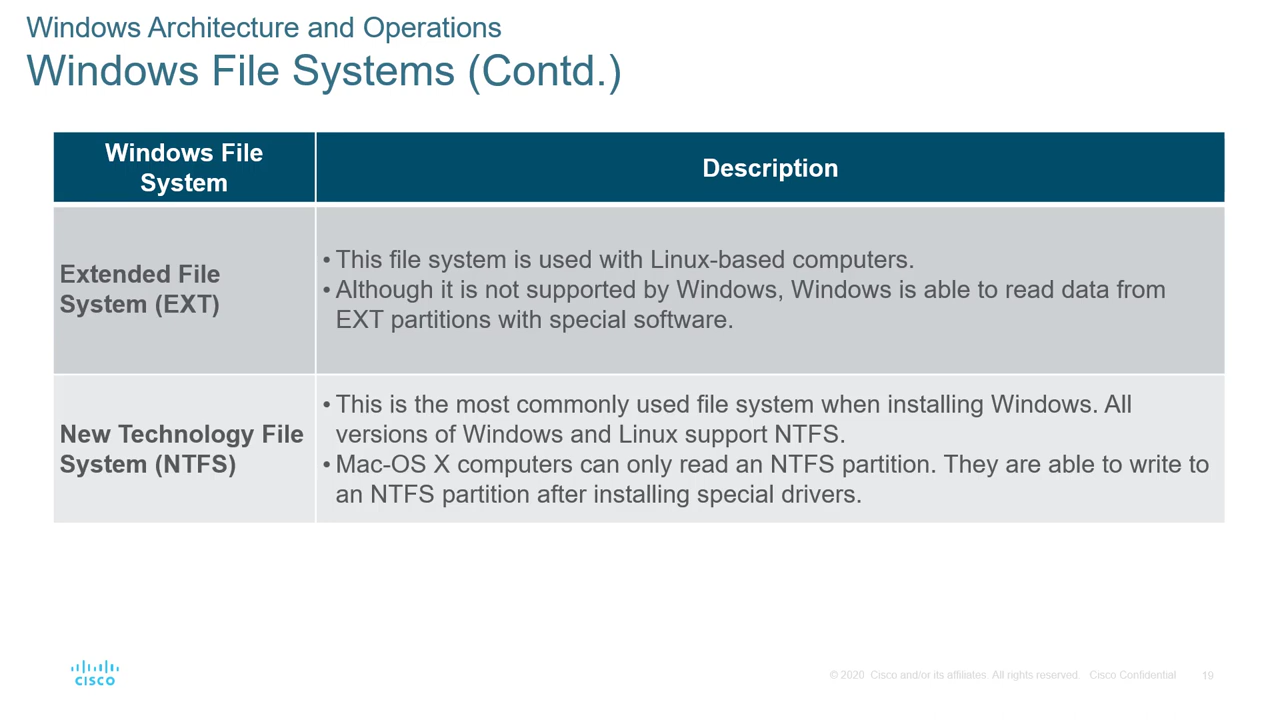 Windows Architecture and Operations
Windows File Systems (Contd.)
Windows File
System
Description
Extended File
System (EXT)
• This file system is used with Linux-based computers.
• Although it is not supported by Windows, Windows is able to read data from
EXT partitions with special software.
New Technology File
System (NTFS)
• This is the most commonly used file system when installing Windows. All
versions of Windows and Linux support NTFS.
• Mac-OS X computers can only read an NTFS partition. They are able to write to
an NTFS partition after installing special drivers.
CISCO
© 2020 Cisco and/or its affiliates. All rights reserved. Cisco Confidential 19